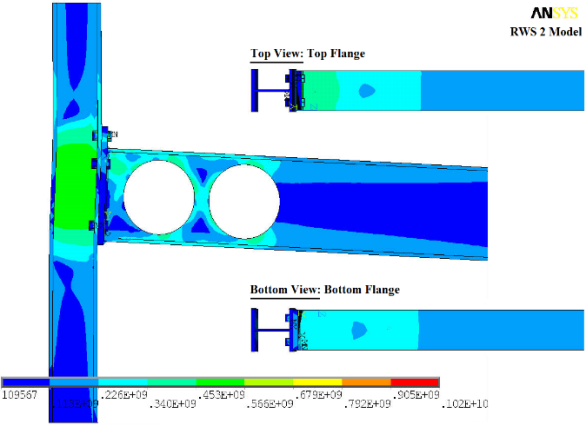 ANSYS
RWS 2 Model
Top View: Top Flange
Bottom View: Bottom Flange
109567 .226E+09 .453E+09 .679E+09 .905E+09
.340E+09 .566E+09 .792E+09 .102E+10